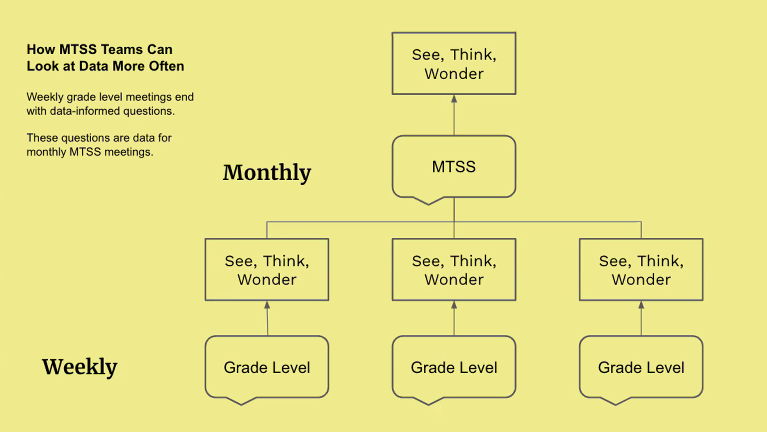 How MTSS Teams Can
Look at Data More Often
Weekly grade level meetings end
with data-informed questions.
These questions are data for
monthly MTSS meetings.
See, Think,
Wonder
Monthly
MTSS
See, Think,
Wonder
See, Think,
Wonder
See, Think,
Wonder
Weekly
Grade Level
Grade Level
Grade Level